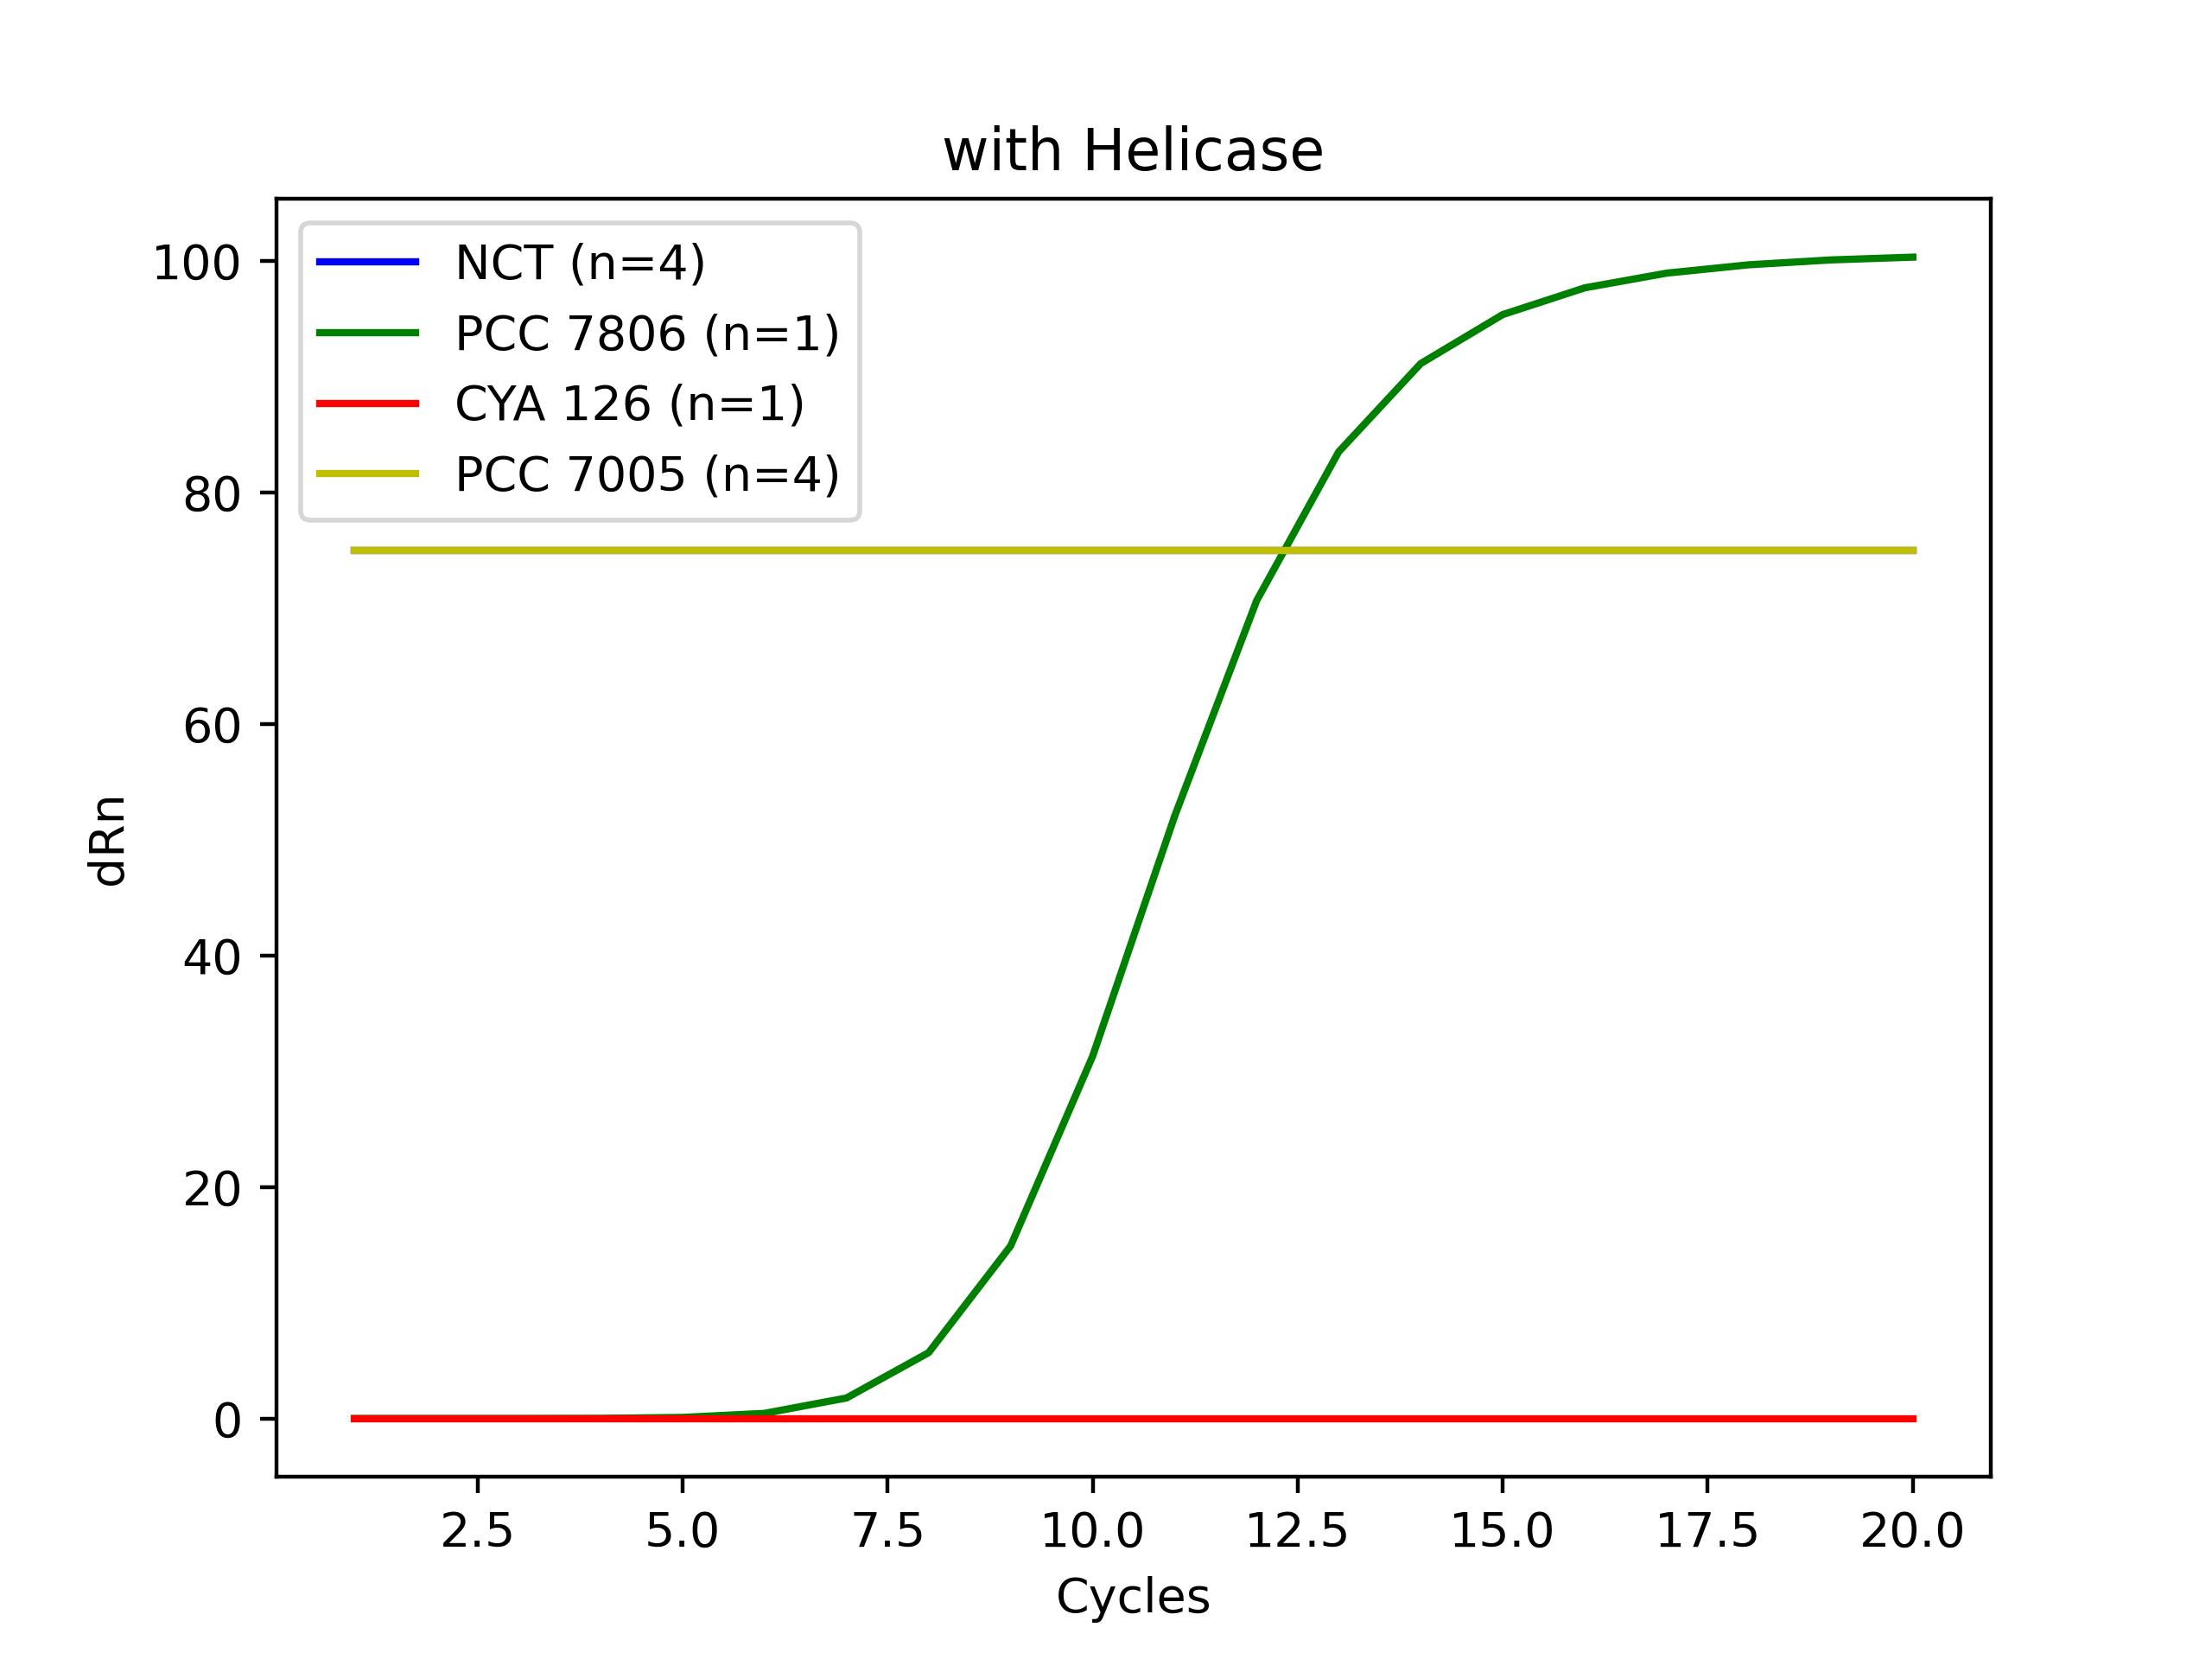 with Helicase
NCT (n=4)
PCC 7806 (n=1)
CYA 126 (n=1)
PCC 7005 (n=4)
100
80
60
40
20
0
dRn
2.5 5.0 7.5 10.0 12.5 15.0 17.5 20.0
Cycles